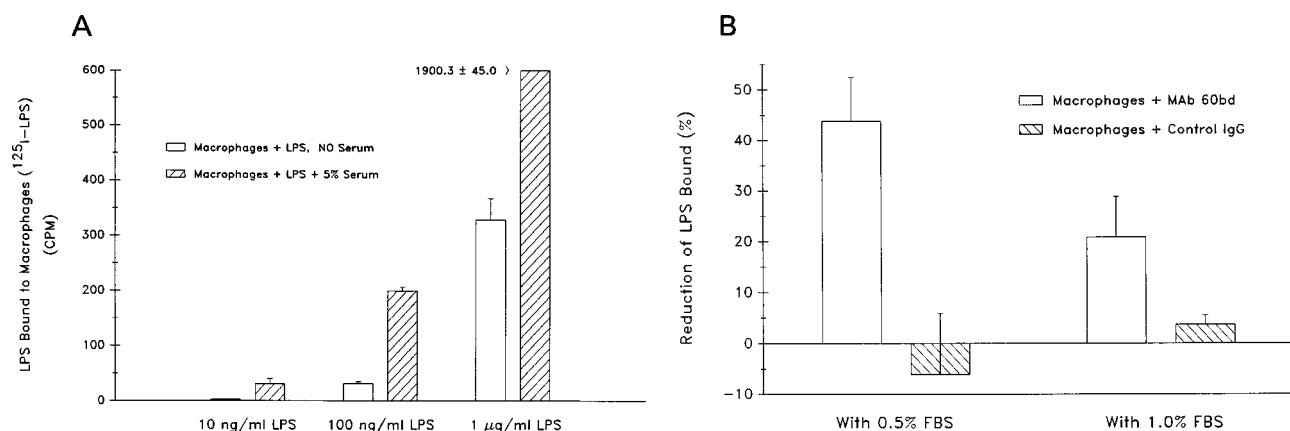 A
LPS Bound to Macrophages (¹²⁵I-LPS)
(CPM)
600
500
400
300
200
100
0
1900.3 ± 45.0 >
Macrophages + LPS, NO Serum
Macrophages + LPS + 5% Serum
10 ng/ml LPS
100 ng/ml LPS
1 μg/ml LPS
B
Reduction of LPS Bound (%)
50
40
30
20
10
0
-10
Macrophages + MAb 60bd
Macrophages + Control IgG
With 0.5% FBS
With 1.0% FBS